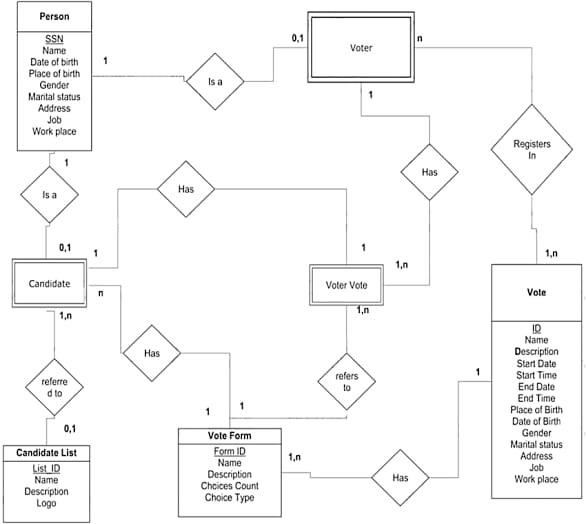 Person
SSN
Name
Date of birth
Place of birth
Gender
Marital status
Address
Job
Work place
1
Is a
0,1
Voter
n
1
Registers
In
1
Is a
Has
Has
0,1
1
1
1,n
1,n
Candidate
n
Voter Vote
Vote
1,n
1,n
ID
Name
Description
Start Date
Start Time
End Date
End Time
Place of Birth
Date of Birth
Gender
Marital status
Address
Job
Work place
Has
referre
d to
refers
to
1
0,1
1
1
Candidate List
List_ID
Name
Description
Logo
Vote Form
Form ID
Name
Description
Choices Count
Choice Type
1,n
Has